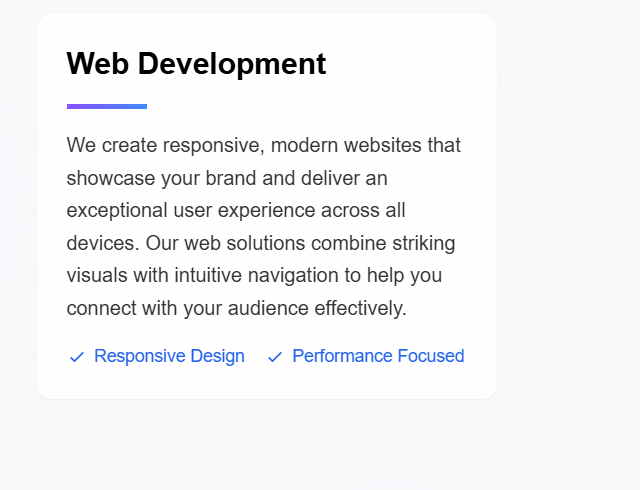 Web Development
We create responsive, modern websites that
showcase your brand and deliver an
exceptional user experience across all
devices. Our web solutions combine striking
visuals with intuitive navigation to help you
connect with your audience effectively.
Responsive Design Performance Focused